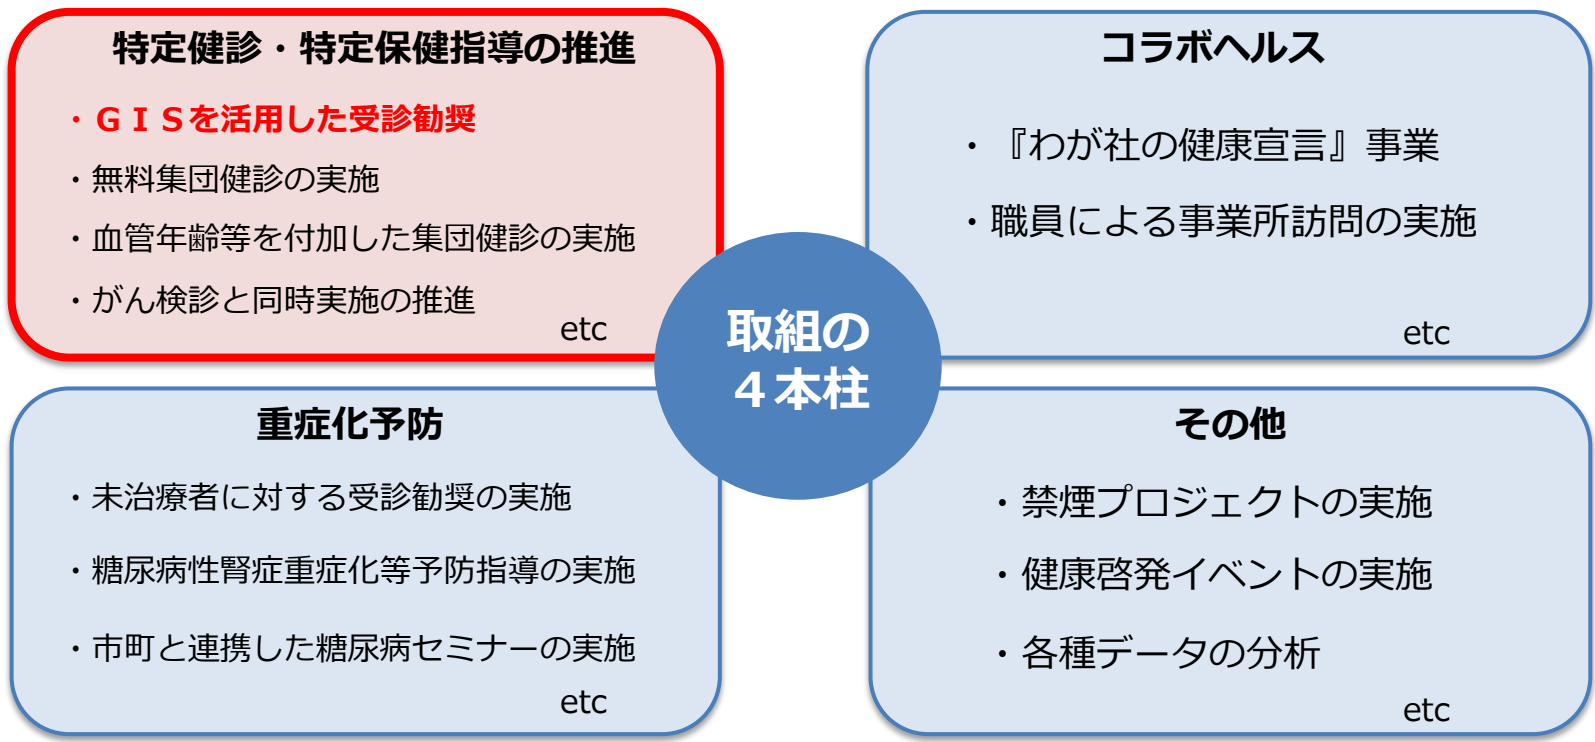 特定健診・特定保健指導の推進
・ＧＩＳを活用した受診勧奨
・無料集団健診の実施
・血管年齢等を付加した集団健診の実施
・がん検診と同時実施の推進
etc
コラボヘルス
・『わが社の健康宣言』事業
・職員による事業所訪問の実施
etc
取組の
４本柱
重症化予防
・未治療者に対する受診勧奨の実施
・糖尿病性腎症重症化等予防指導の実施
・市町と連携した糖尿病セミナーの実施
etc
その他
・禁煙プロジェクトの実施
・健康啓発イベントの実施
・各種データの分析
etc